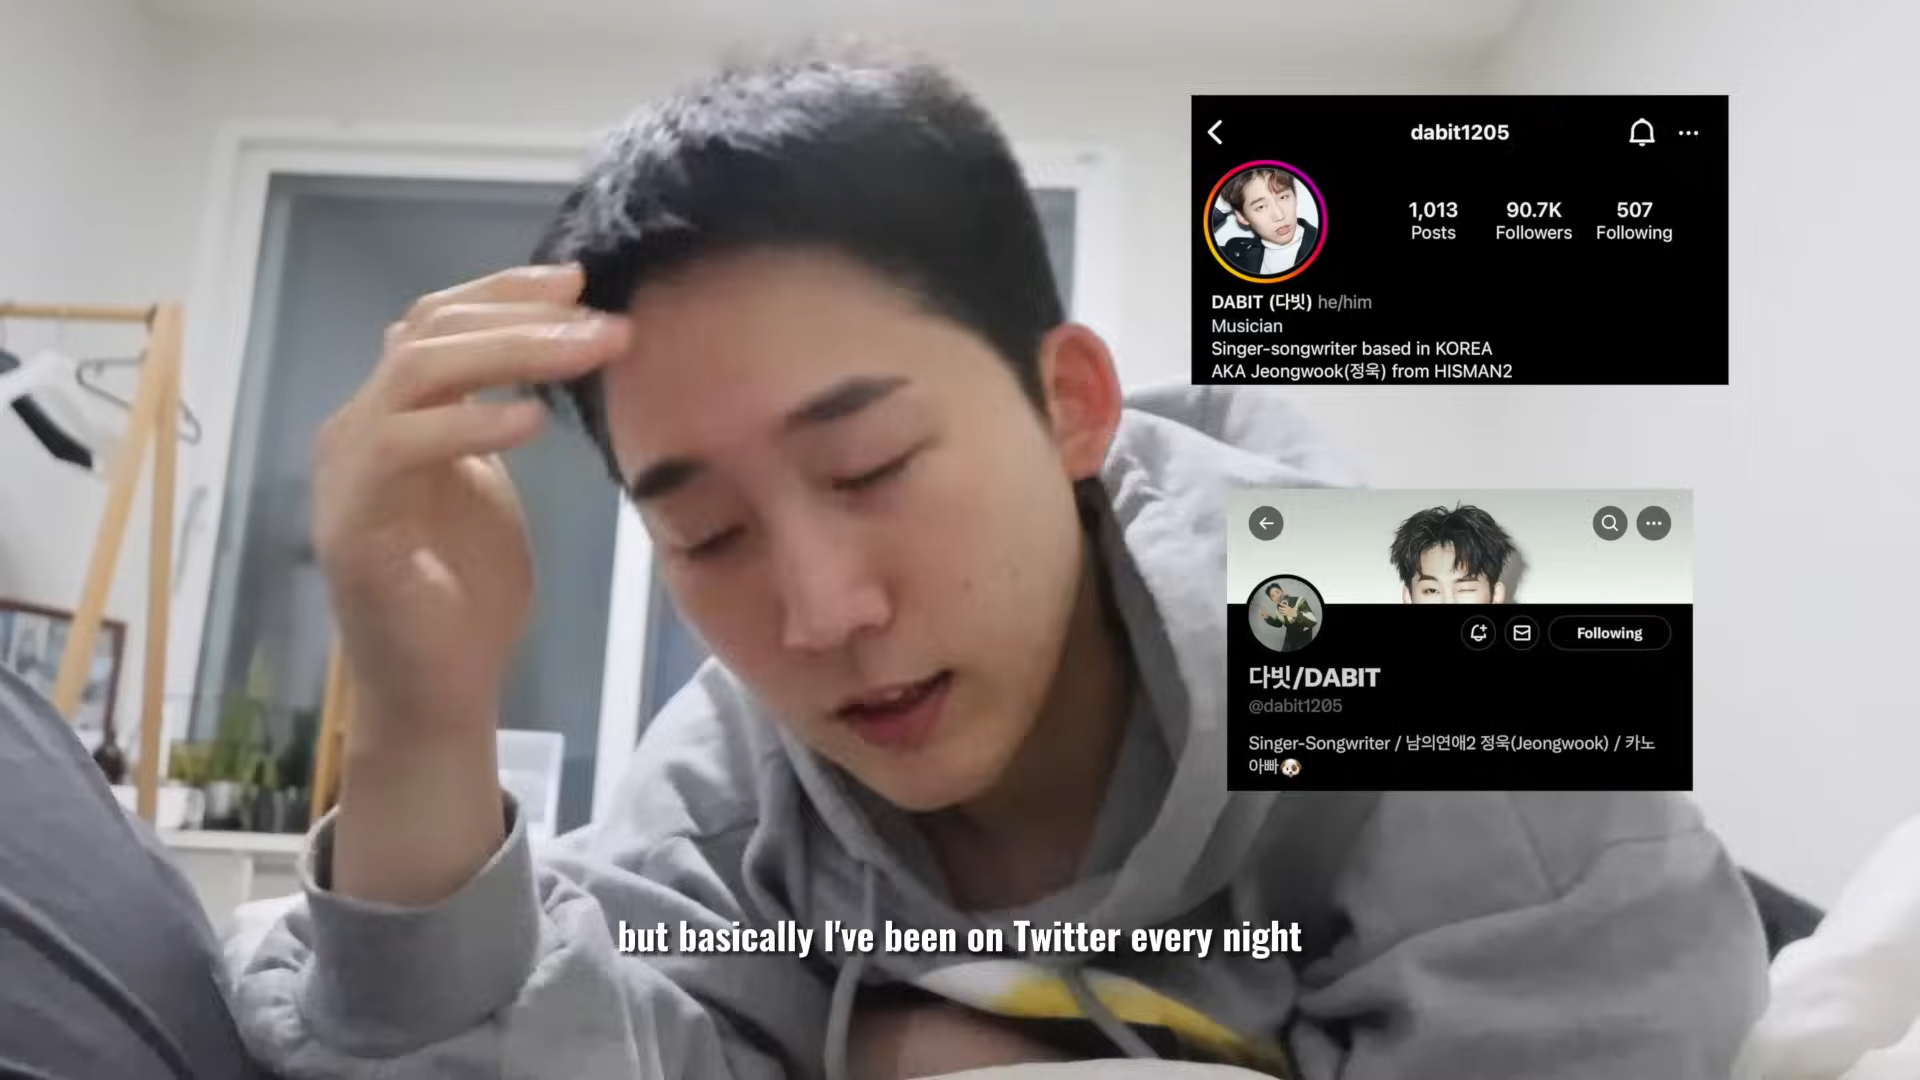 dabit1205
1,013 90.7K 507
Posts Followers Following
DABIT (다빗) he/him
Musician
Singer-songwriter based in KOREA
AKA Jeongwook(정욱) from HISMAN2
Following
다빗/DABIT
@dabit1205
Singer-Songwriter / 남의연애2 정욱(Jeongwook) / 카노
아빠🐶
but basically I've been on Twitter every night